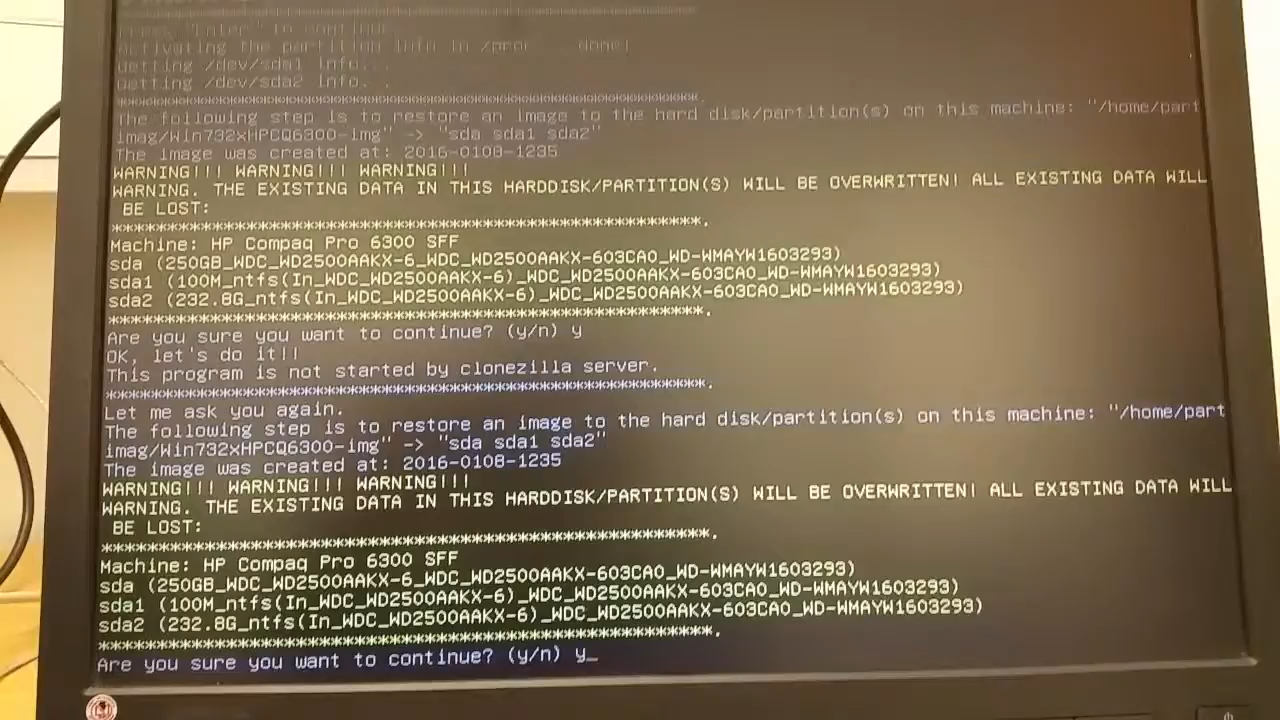 Activating the partition info in /proc ... done!
Getting /dev/sda1 info...
Getting /dev/sda2 info...
*****************************************************************.
The following step is to restore an image to the hard disk/partition(s) on this machine: "/home/part
imag/Win732xHPCQ6300-img" -> "sda sda1 sda2"
The image was created at: 2016-0108-1235
WARNING!!! WARNING!!! WARNING!!!
WARNING. THE EXISTING DATA IN THIS HARDDISK/PARTITION(S) WILL BE OVERWRITTEN! ALL EXISTING DATA WILL
BE LOST:
*****************************************************************.
Machine: HP Compaq Pro 6300 SFF
sda (250GB_WDC_WD2500AAKX-6_WDC_WD2500AAKX-603CA0_WD-WMAYW1603293)
sda1 (100M_ntfs(In_WDC_WD2500AAKX-6)_WDC_WD2500AAKX-603CA0_WD-WMAYW1603293)
sda2 (232.8G_ntfs(In_WDC_WD2500AAKX-6)_WDC_WD2500AAKX-603CA0_WD-WMAYW1603293)
*****************************************************************.
Are you sure you want to continue? (y/n) y
OK, let's do it!!
This program is not started by clonezilla server.
*****************************************************************.
Let me ask you again.
The following step is to restore an image to the hard disk/partition(s) on this machine: "/home/part
imag/Win732xHPCQ6300-img" -> "sda sda1 sda2"
The image was created at: 2016-0108-1235
WARNING!!! WARNING!!! WARNING!!!
WARNING. THE EXISTING DATA IN THIS HARDDISK/PARTITION(S) WILL BE OVERWRITTEN! ALL EXISTING DATA WILL
BE LOST:
*****************************************************************.
Machine: HP Compaq Pro 6300 SFF
sda (250GB_WDC_WD2500AAKX-6_WDC_WD2500AAKX-603CA0_WD-WMAYW1603293)
sda1 (100M_ntfs(In_WDC_WD2500AAKX-6)_WDC_WD2500AAKX-603CA0_WD-WMAYW1603293)
sda2 (232.8G_ntfs(In_WDC_WD2500AAKX-6)_WDC_WD2500AAKX-603CA0_WD-WMAYW1603293)
*****************************************************************.
Are you sure you want to continue? (y/n) y_